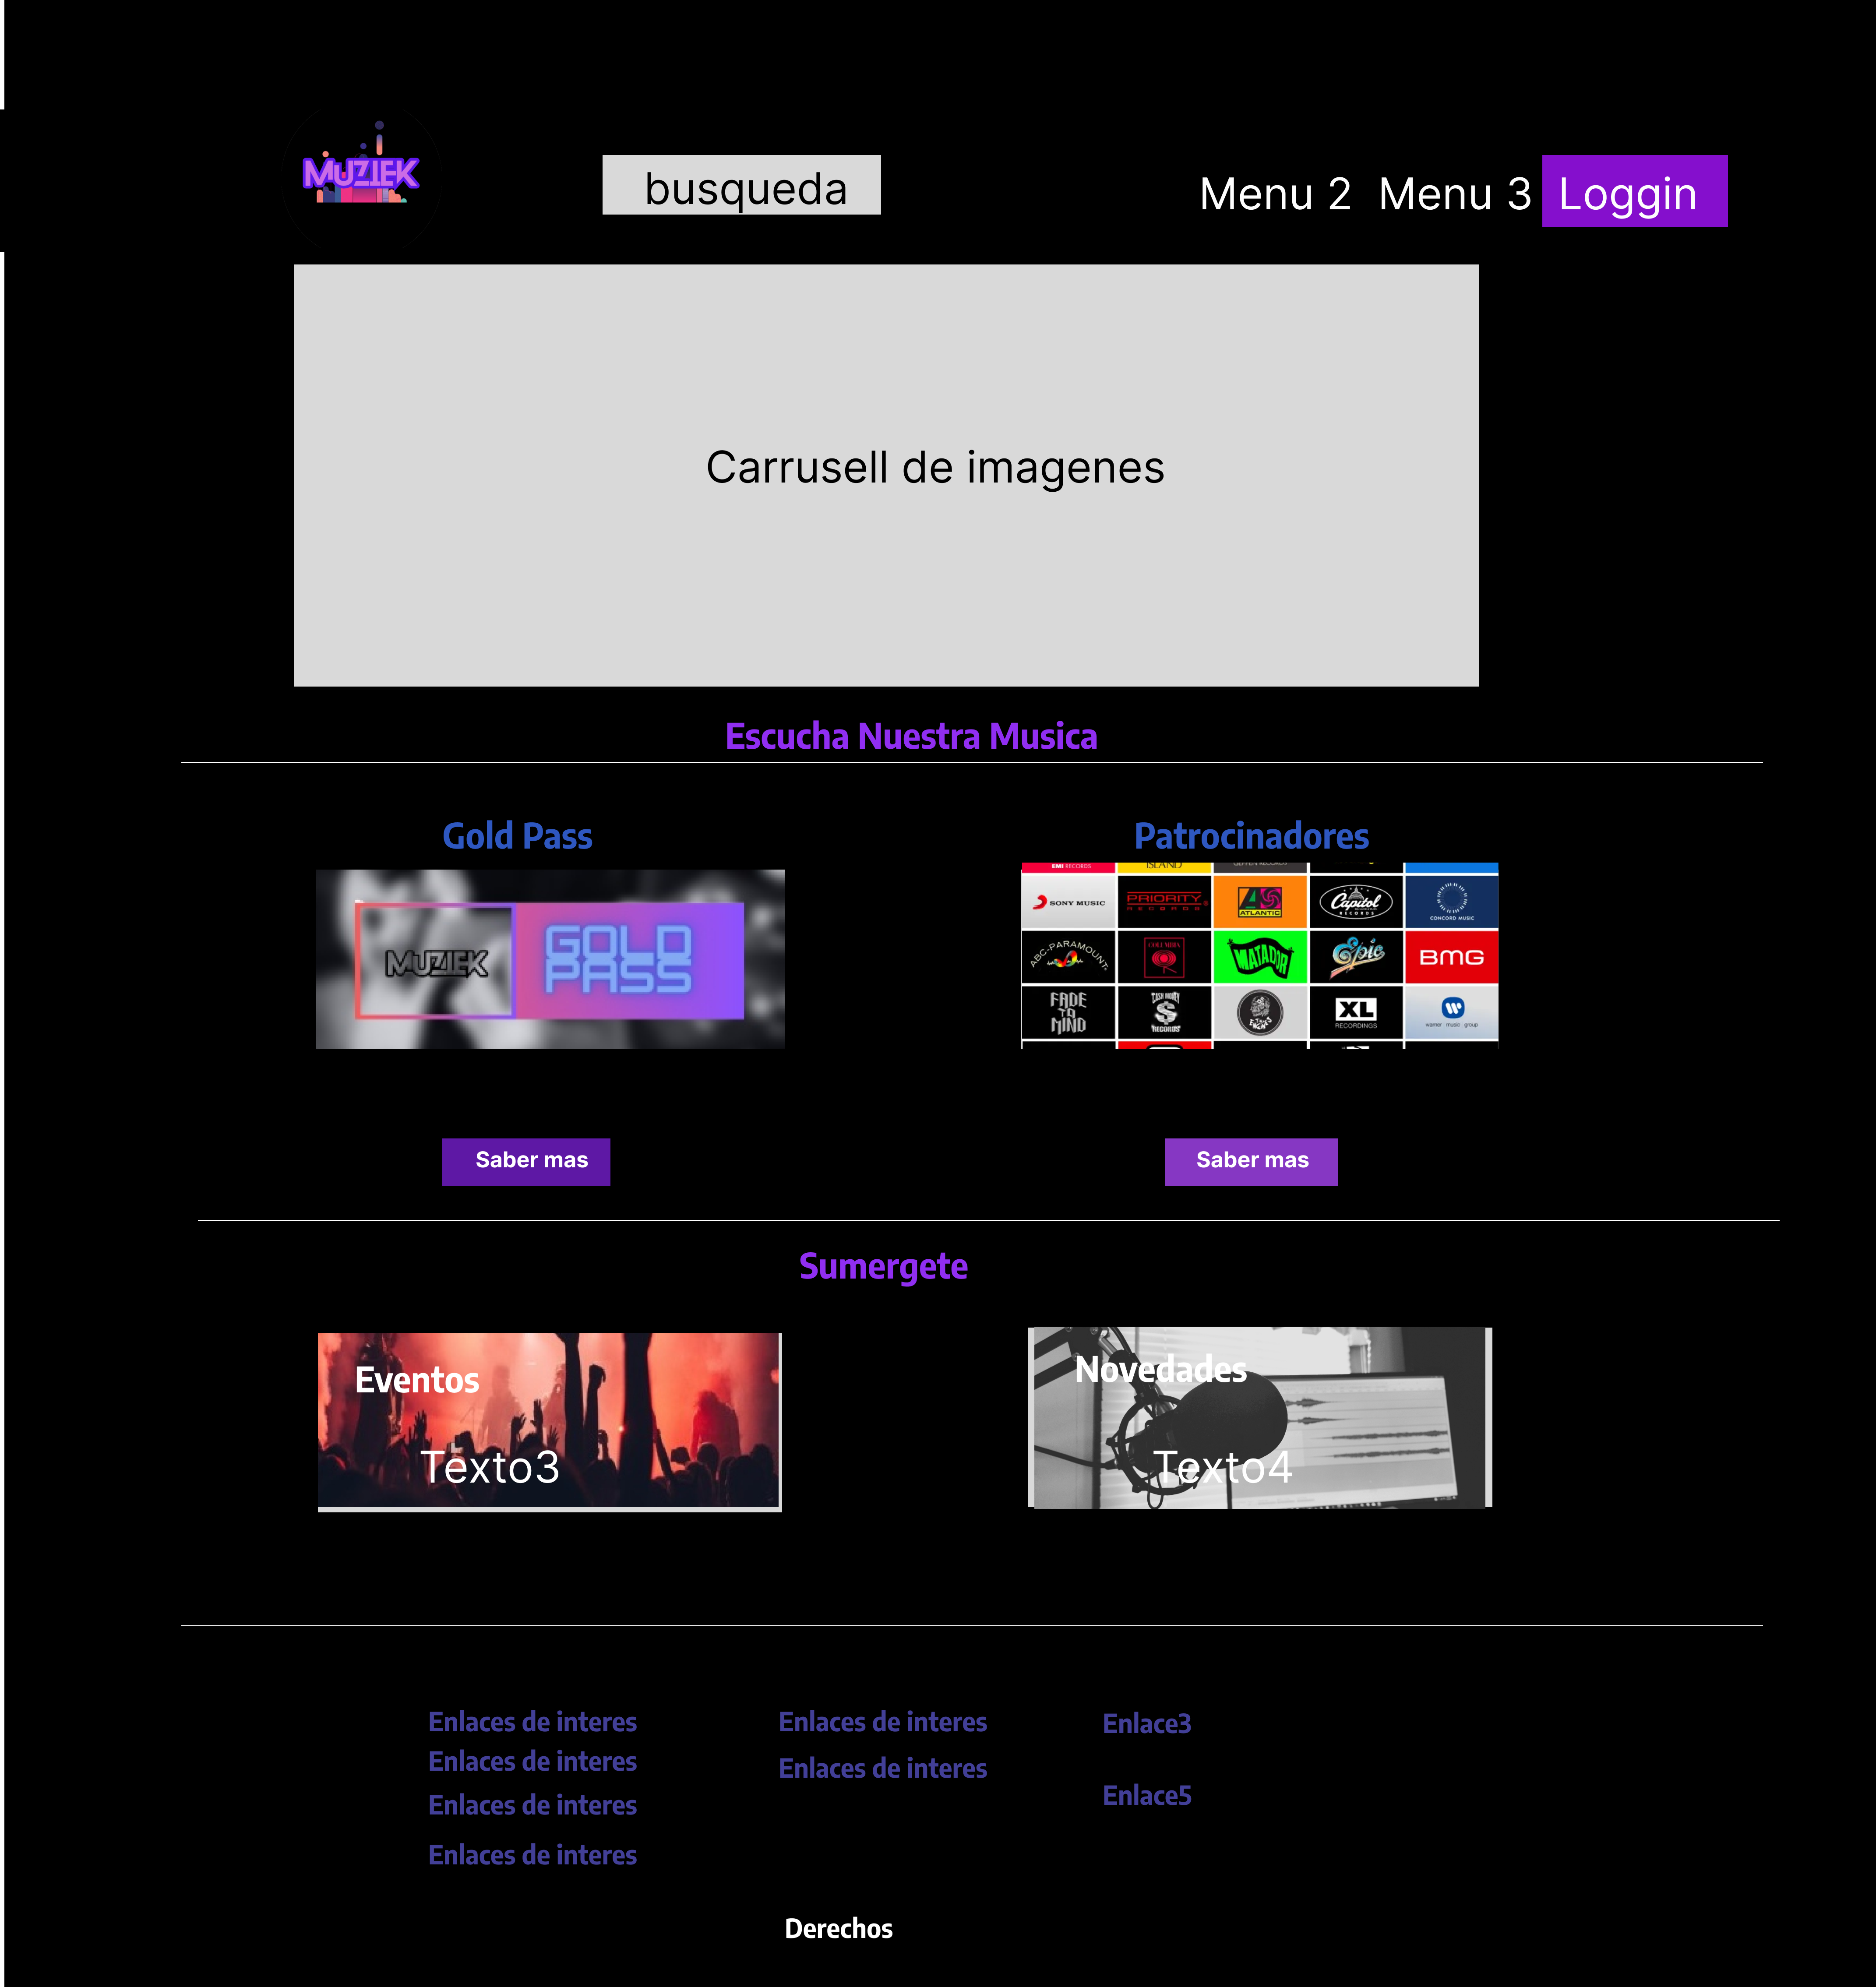 MUZIEK
busqueda
Menu 2 Menu 3 Loggin
Carrusell de imagenes
Escucha Nuestra Musica
Gold Pass
Patrocinadores
MUZIEK
GOLD
PASS
EMI RECORDS
ISLAND
GEFFEN RECORDS
SONY MUSIC
PRIORITY
RECORDS
ATLANTIC
Capitol
RECORDS
CONCORD MUSIC
ABC-PARAMOUNT
COLUMBIA
MATADOR
Epic
BMG
FADE
TO
MIND
CASH MONEY
RECORDS
XL
RECORDINGS
warner music group
Saber mas
Saber mas
Sumergete
Eventos
Texto3
Novedades
Texto4
Enlaces de interes
Enlaces de interes
Enlaces de interes
Enlaces de interes
Enlaces de interes
Enlaces de interes
Enlace3
Enlace5
Derechos